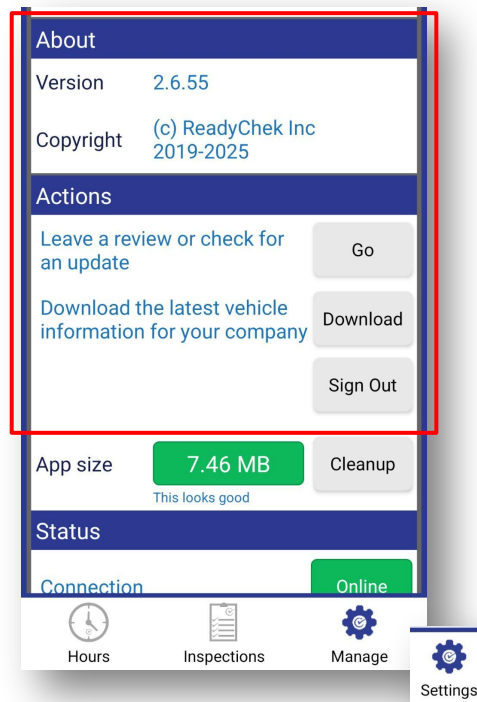 About
Version 2.6.55
Copyright (c) ReadyChek Inc
2019-2025
Actions
Leave a review or check for
an update
Go
Download the latest vehicle
information for your company
Download
Sign Out
App size 7.46 MB Cleanup
This looks good
Status
Connection Online
Hours Inspections Manage
Settings